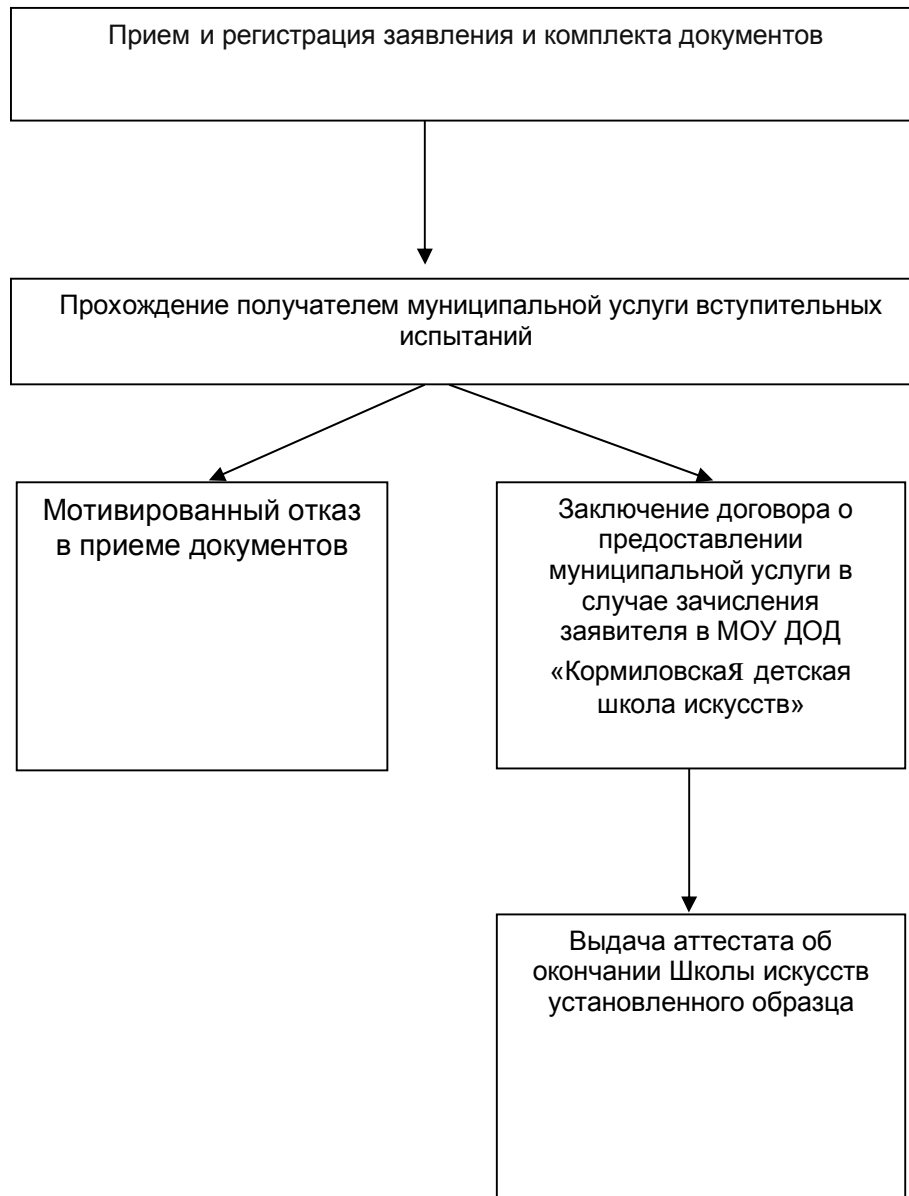 Прием и регистрация заявления и комплекта документов
Прохождение получателем муниципальной услуги вступительных
испытаний
Мотивированный отказ
в приеме документов
Заключение договора о
предоставлении
муниципальной услуги в
случае зачисления
заявителя в МОУ ДОД
«Кормиловская детская
школа искусств»
Выдача аттестата об
окончании Школы искусств
установленного образца